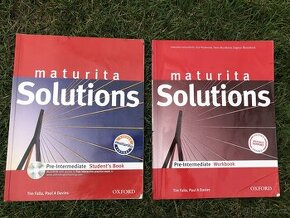 maturita
Solutions
Pre-Intermediate Student's Book
Tim Falla, Paul A Davies
OXFORD
maturita
Solutions
Pre-Intermediate Workbook
Tim Falla, Paul A Davies
OXFORD